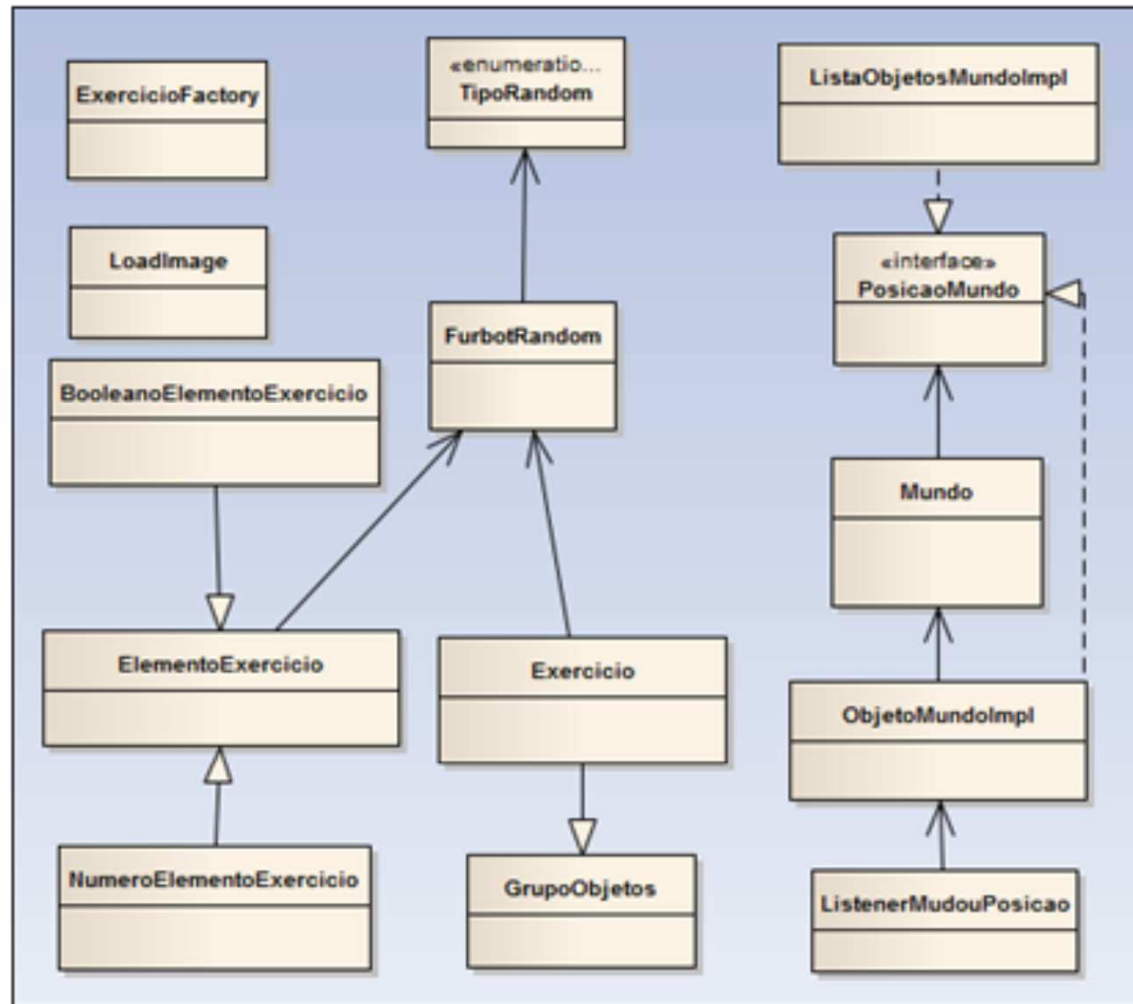 ExercicioFactory
«enumeratio...
TipoRandom
ListaObjetosMundoImpl
LoadImage
«interface»
PosicaoMundo
FurbotRandom
BooleanoElementoExercicio
Mundo
ElementoExercicio
Exercicio
ObjetoMundoImpl
NumeroElementoExercicio
GrupoObjetos
ListenerMudouPosicao